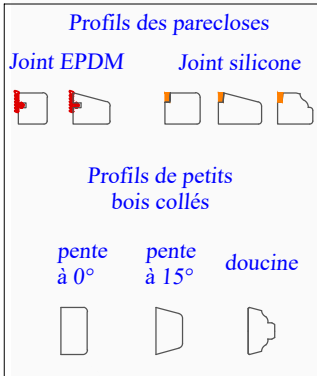 Profils des parecloses
Joint EPDM
Joint silicone
Profils de petits
bois collés
pente
à 0°
pente
à 15°
doucine